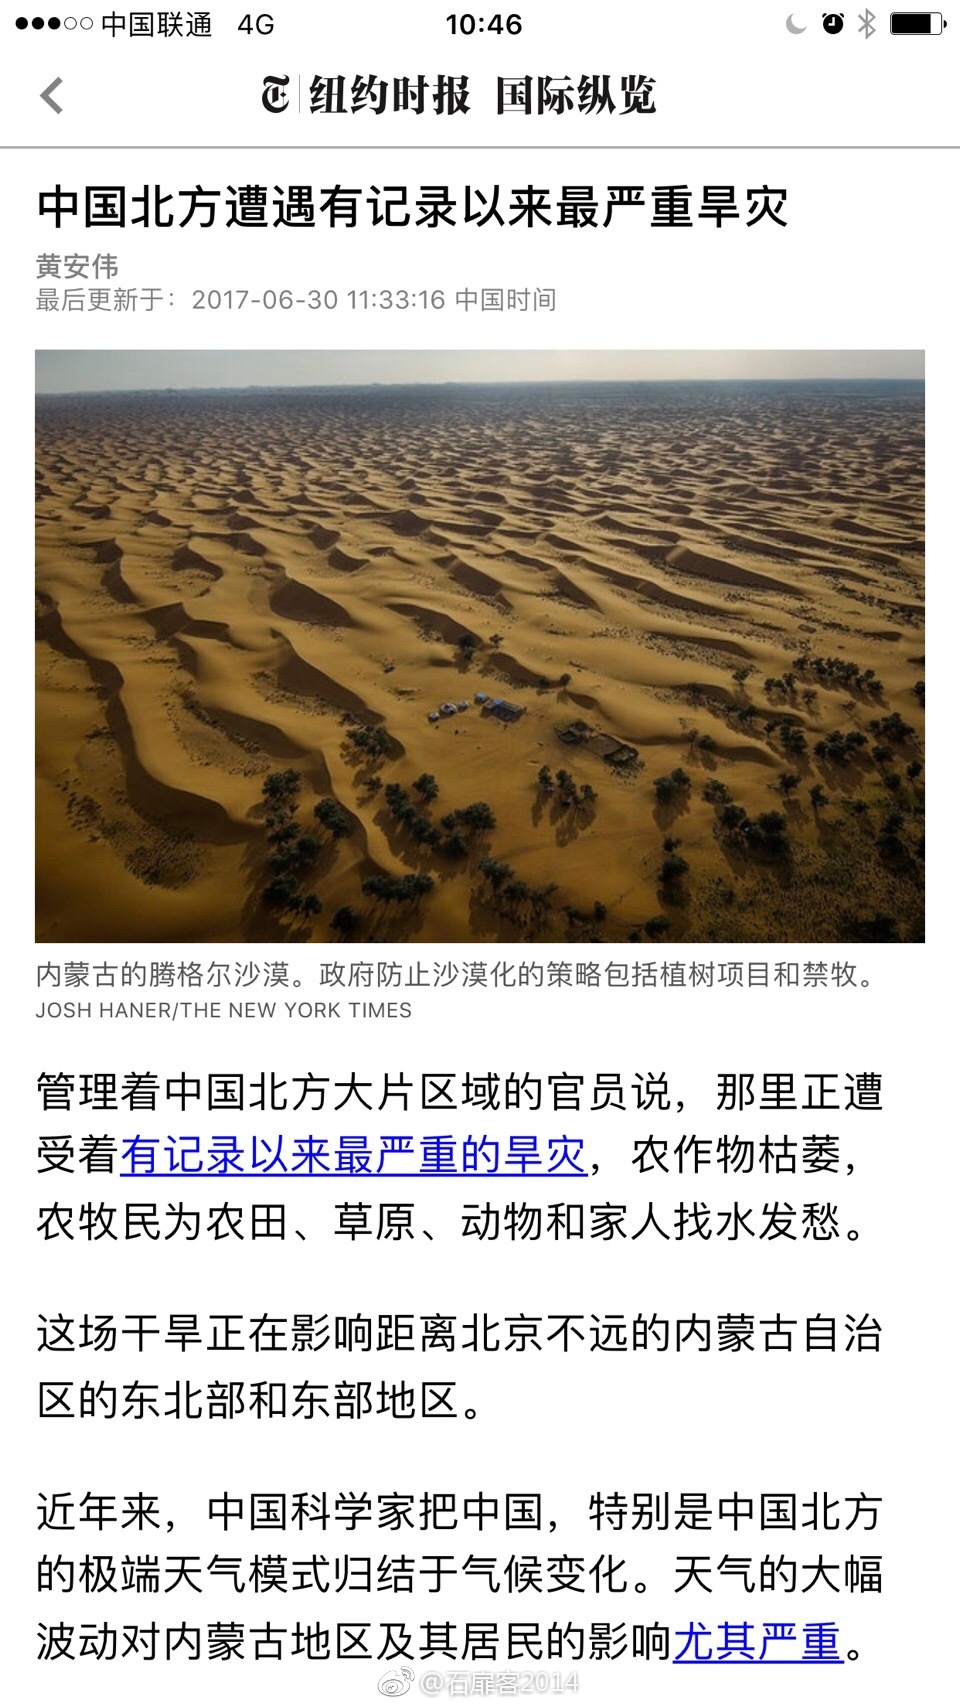 中国联通 4G 10:46
纽约时报 国际纵览
中国北方遭遇有记录以来最严重旱灾
黄安伟
最后更新于：2017-06-30 11:33:16 中国时间
内蒙古的腾格尔沙漠。政府防止沙漠化的策略包括植树项目和禁牧。
JOSH HANER/THE NEW YORK TIMES
管理着中国北方大片区域的官员说，那里正遭
受着有记录以来最严重的旱灾，农作物枯萎，
农牧民为农田、草原、动物和家人找水发愁。
这场干旱正在影响距离北京不远的内蒙古自治
区的东北部和东部地区。
近年来，中国科学家把中国，特别是中国北方
的极端天气模式归结于气候变化。天气的大幅
波动对内蒙古地区及其居民的影响尤其严重。
@石扉客2014